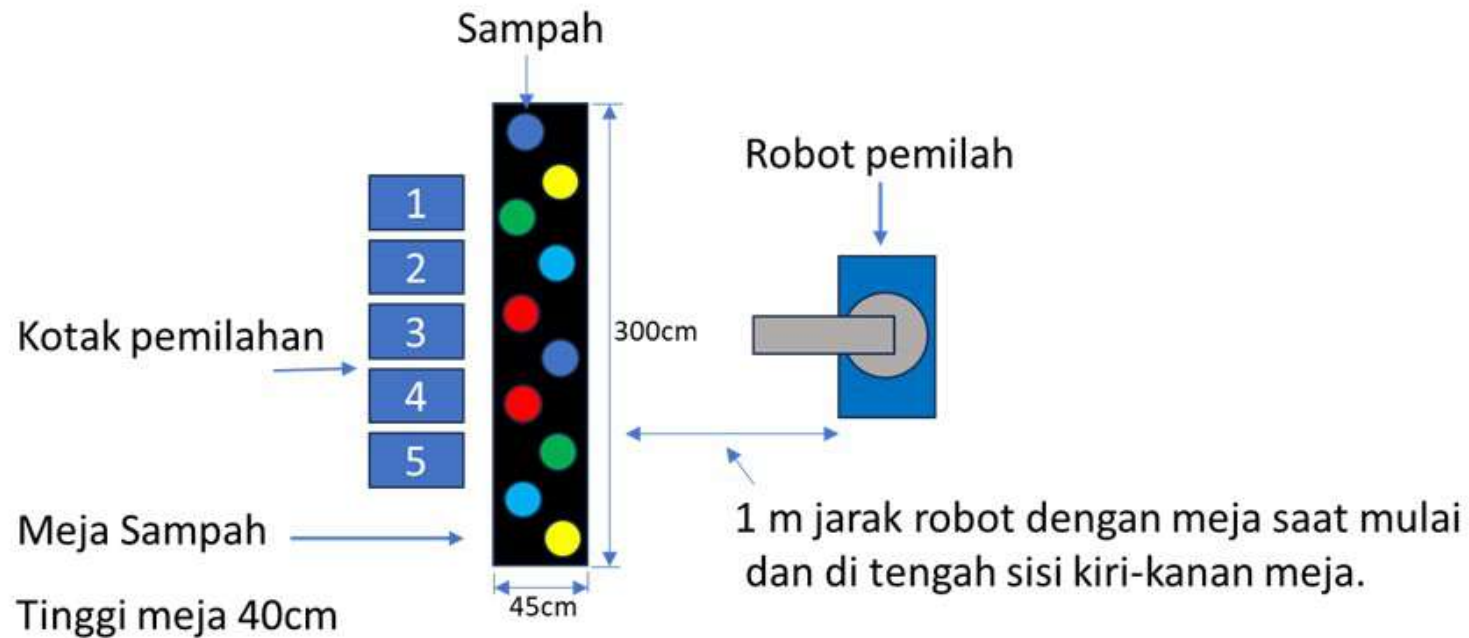 Sampah
Robot pemilah
1
2
3
4
5
Kotak pemilahan
300cm
1 m jarak robot dengan meja saat mulai
dan di tengah sisi kiri-kanan meja.
Meja Sampah
45cm
Tinggi meja 40cm